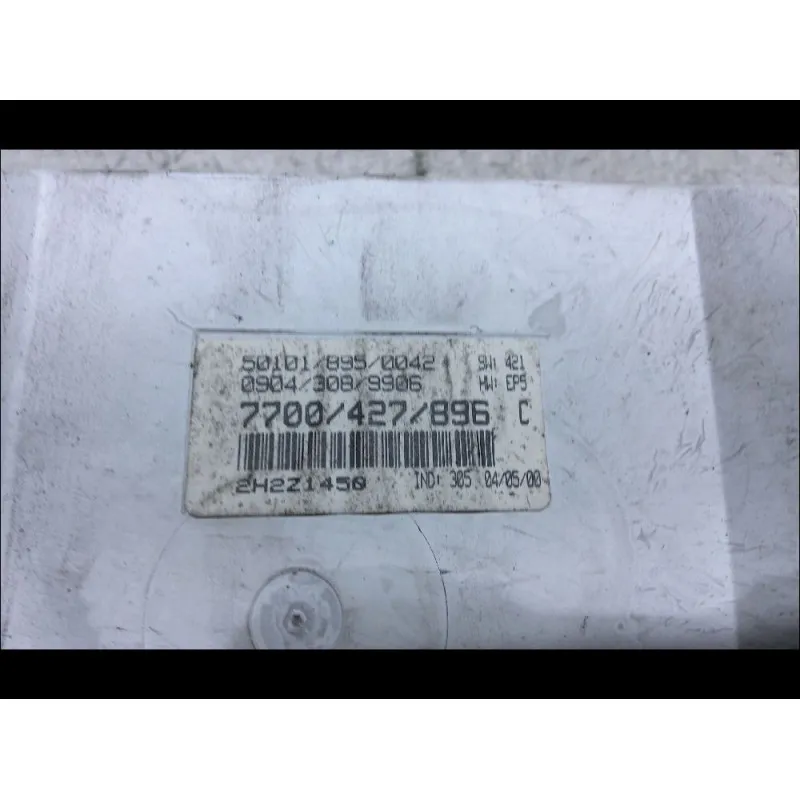 50101/895/0042 SW: 421
0904/308/9906 HW: EP5
7700/427/896 C
2H2Z1450 IND: 305 04/05/00